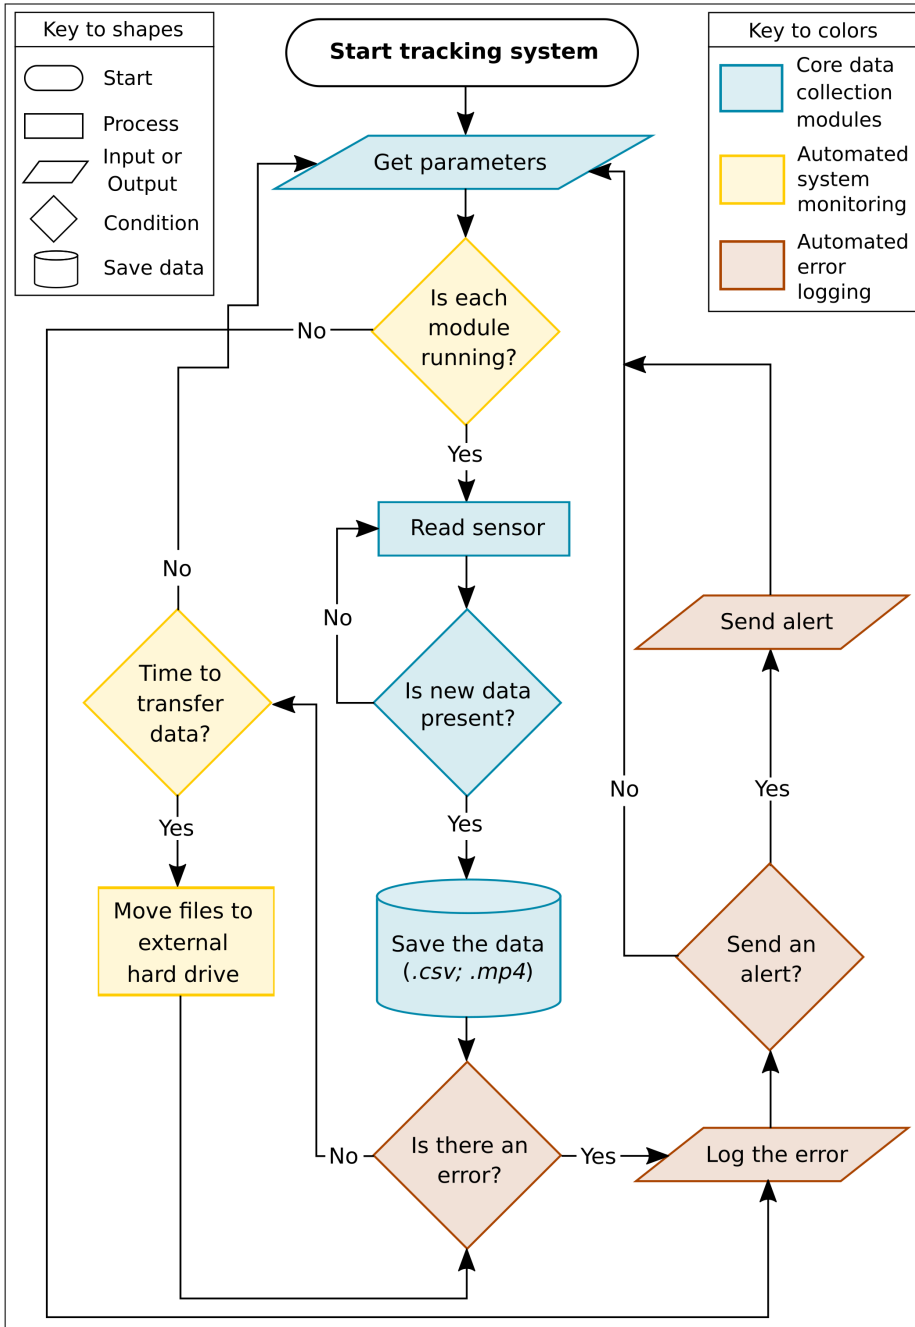 Key to shapes
Start
Process
Input or
Output
Condition
Save data
Start tracking system
Key to colors
Core data
collection
modules
Automated
system
monitoring
Automated
error
logging
Get parameters
Is each
module
running?
No
Yes
Read sensor
No
Is new data
present?
Yes
Save the data
(.csv; .mp4)
Is there an
error?
No
Yes
No
Time to
transfer
data?
Yes
Move files to
external
hard drive
Log the error
Send an
alert?
No
Yes
Send alert